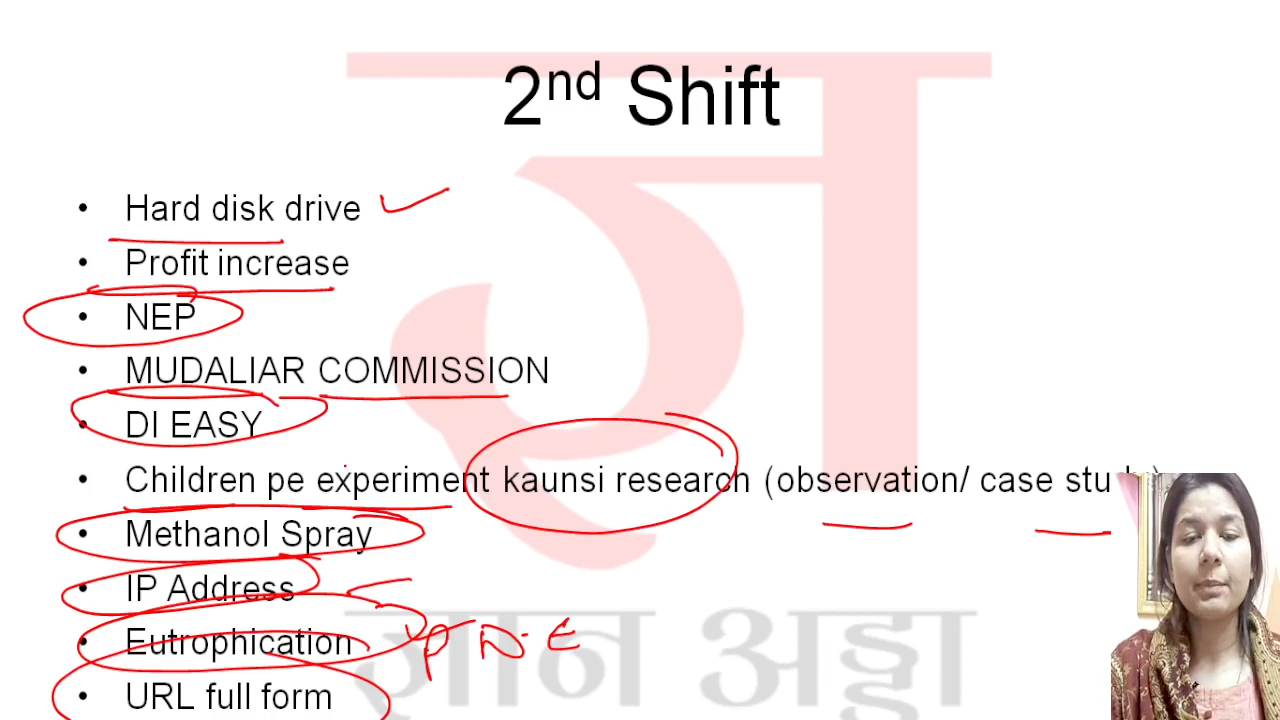 2nd Shift
• Hard disk drive
• Profit increase
• NEP
• MUDALIAR COMMISSION
• DI EASY
• Children pe experiment kaunsi research (observation/ case
• Methanol Spray
• IP Address
• Eutrophication
• URL full form
ज्ञान अड्डा